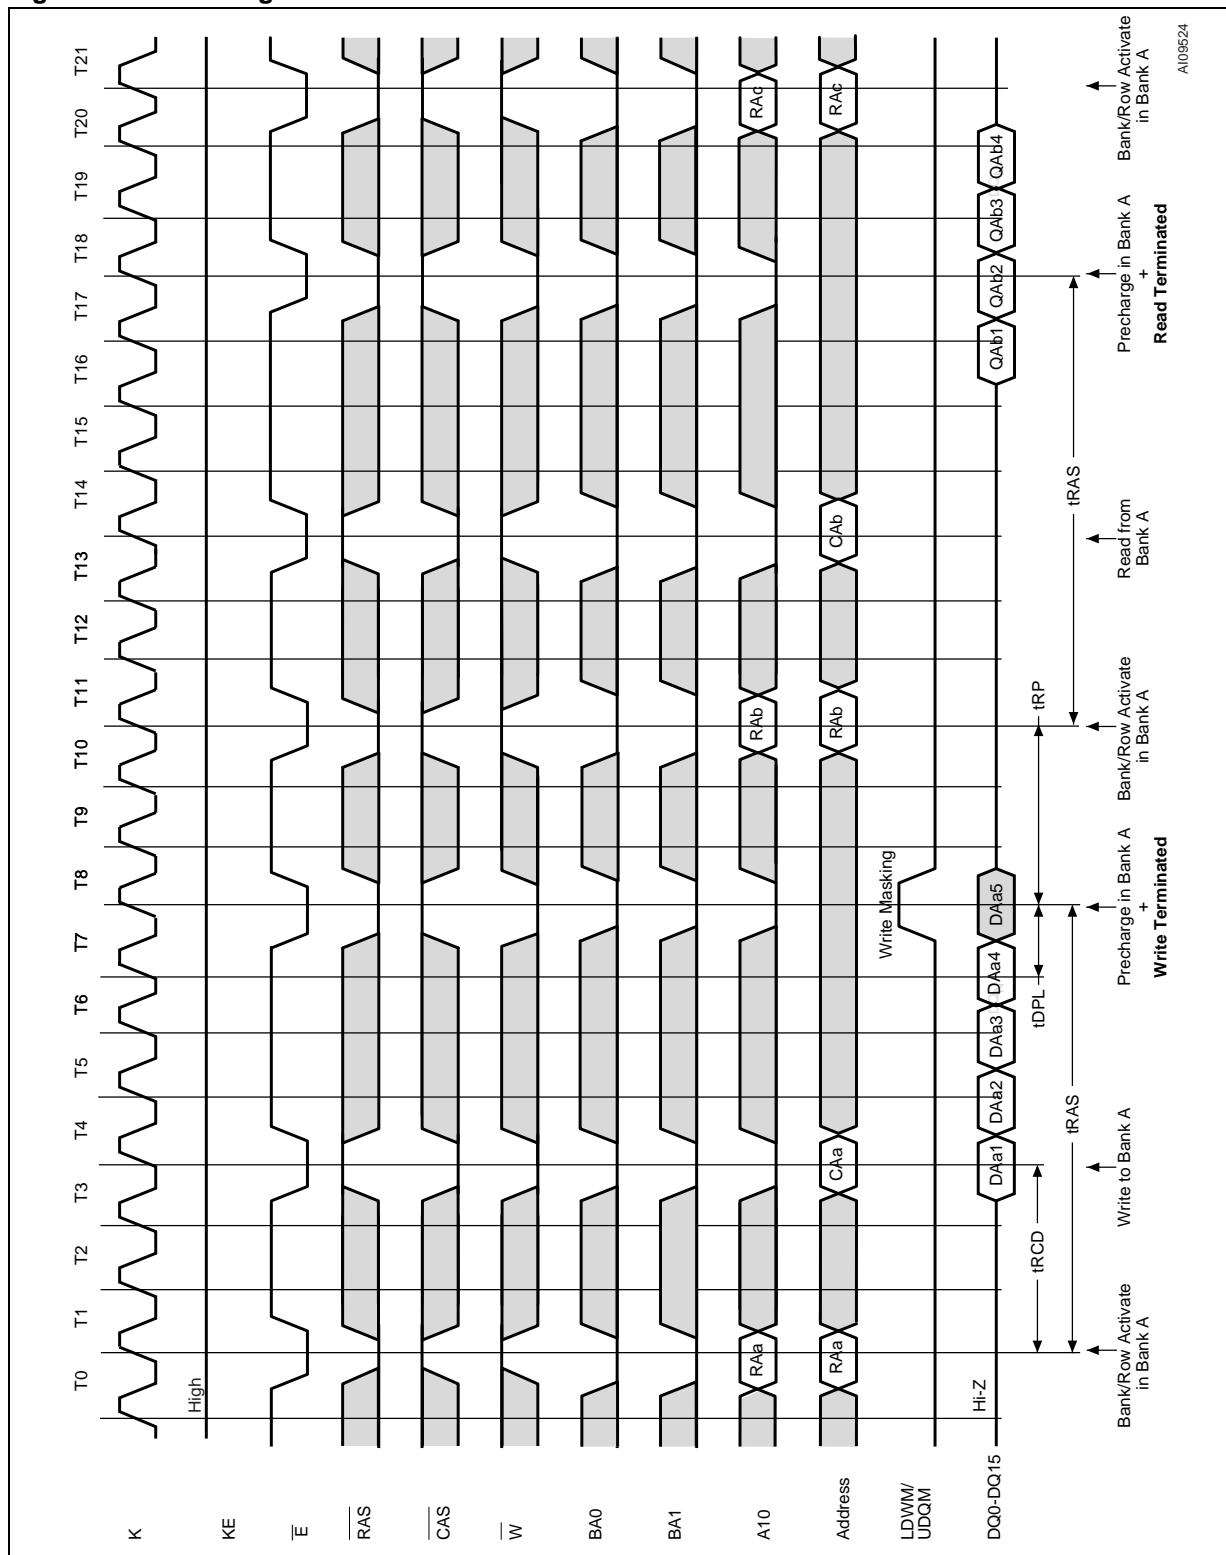 T0 T1 T2 T3 T4 T5 T6 T7 T8 T9 T10 T11 T12 T13 T14 T15 T16 T17 T18 T19 T20 T21
K
KE
High
E
RAS
CAS
W
BA0
BA1
A10
RAa
RAb
RAc
Address
RAa
CAa
RAb
CAb
RAc
LDWM/
UDQM
Write Masking
DQ0-DQ15
Hi-Z
DAa1 DAa2 DAa3 DAa4 DAa5
QAb1 QAb2 QAb3 QAb4
tRCD
tDPL
tRP
tRAS
tRAS
Bank/Row Activate
in Bank A
Write to Bank A
Precharge in Bank A
+
Write Terminated
Bank/Row Activate
in Bank A
Read from
Bank A
Precharge in Bank A
+
Read Terminated
Bank/Row Activate
in Bank A
AI09524